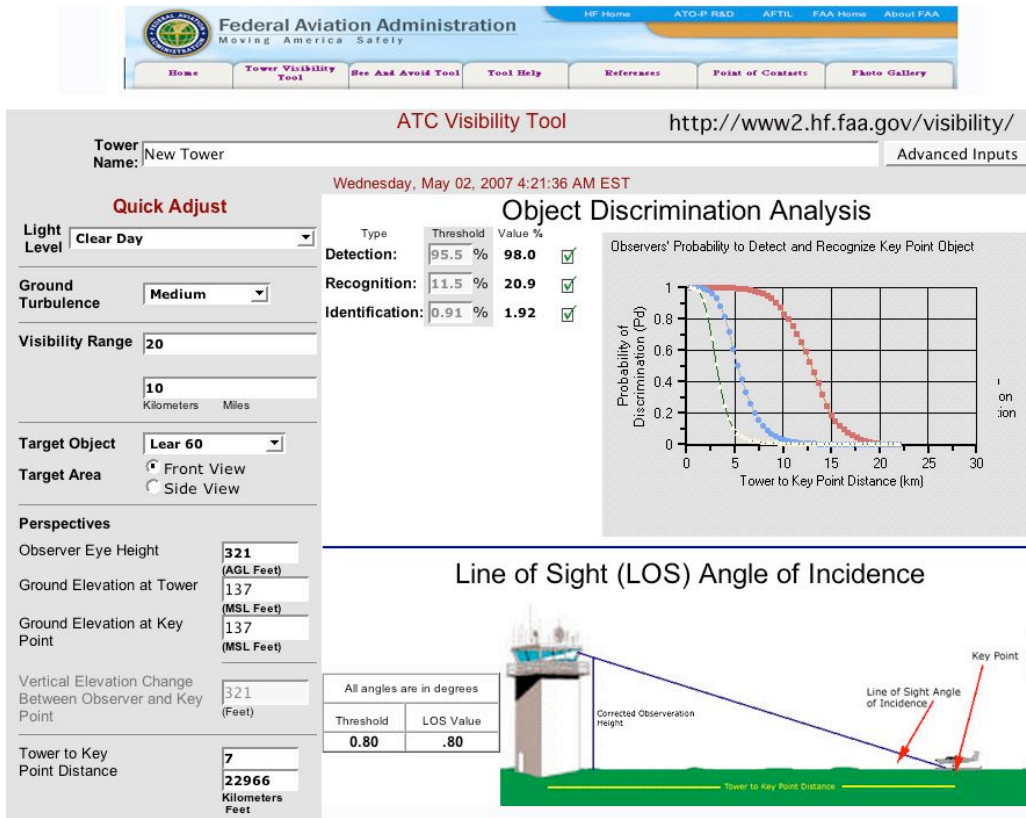 HF Home ATO-P R&D AFTIL FAA Home About FAA
Federal Aviation Administration
Moving America Safely
Home Tower Visibility Tool See And Avoid Tool Tool Help References Point of Contacts Photo Gallery
ATC Visibility Tool http://www2.hf.faa.gov/visibility/
Tower Name: New Tower Advanced Inputs
Wednesday, May 02, 2007 4:21:36 AM EST
Quick Adjust
Light Level Clear Day
Ground Turbulence Medium
Visibility Range 20
10
Kilometers Miles
Target Object Lear 60
Target Area Front View
Side View
Perspectives
Observer Eye Height 321
(AGL Feet)
Ground Elevation at Tower 137
(MSL Feet)
Ground Elevation at Key Point 137
(MSL Feet)
Vertical Elevation Change Between Observer and Key Point 321
(Feet)
Tower to Key Point Distance 7
22966
Kilometers
Feet
Object Discrimination Analysis
Type Threshold Value %
Detection: 95.5 % 98.0
Recognition: 11.5 % 20.9
Identification: 0.91 % 1.92
Observers' Probability to Detect and Recognize Key Point Object
Probability of Discrimination (Pd)
1
0.8
0.6
0.4
0.2
0
0 5 10 15 20 25 30
Tower to Key Point Distance (km)
on
Line of Sight (LOS) Angle of Incidence
All angles are in degrees
Threshold LOS Value
0.80 .80
Key Point
Line of Sight Angle of Incidence
Corrected Observeration Height
Tower to Key Point Distance